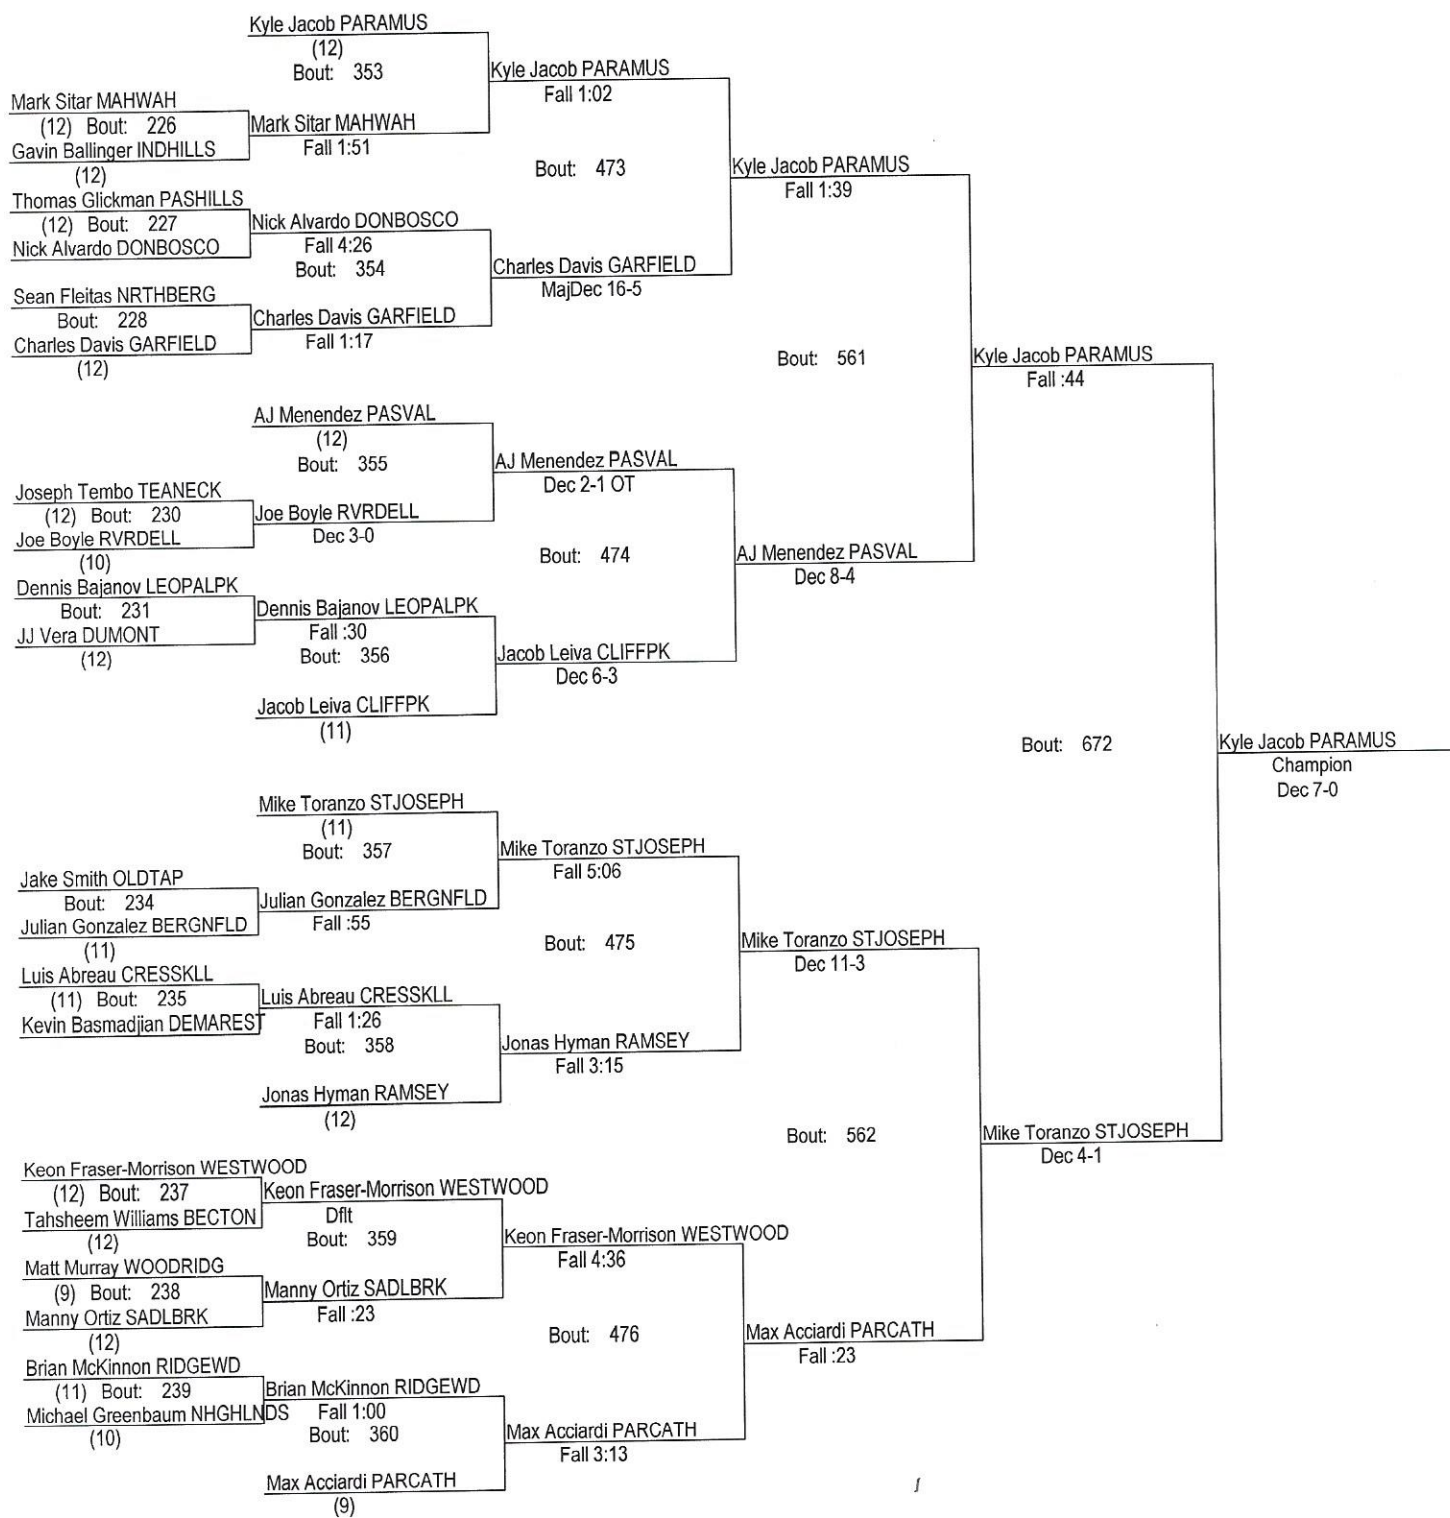 Kyle Jacob PARAMUS
(12)
Bout: 353
Kyle Jacob PARAMUS
Fall 1:02
Mark Sitar MAHWAH
(12) Bout: 226
Mark Sitar MAHWAH
Fall 1:51
Gavin Ballinger INDHILLS
(12)
Bout: 473
Kyle Jacob PARAMUS
Fall 1:39
Thomas Glickman PASHILLS
(12) Bout: 227
Nick Alvardo DONBOSCO
Nick Alvardo DONBOSCO
Fall 4:26
Bout: 354
Charles Davis GARFIELD
MajDec 16-5
Sean Fleitas NRTHBERG
Bout: 228
Charles Davis GARFIELD
(12)
Charles Davis GARFIELD
Fall 1:17
Bout: 561
Kyle Jacob PARAMUS
Fall :44
AJ Menendez PASVAL
(12)
Bout: 355
AJ Menendez PASVAL
Dec 2-1 OT
Joseph Tembo TEANECK
(12) Bout: 230
Joe Boyle RVRDELL
(10)
Joe Boyle RVRDELL
Dec 3-0
Bout: 474
AJ Menendez PASVAL
Dec 8-4
Dennis Bajanov LEOPALPK
Bout: 231
JJ Vera DUMONT
(12)
Dennis Bajanov LEOPALPK
Fall :30
Bout: 356
Jacob Leiva CLIFFPK
Dec 6-3
Jacob Leiva CLIFFPK
(11)
Bout: 672
Kyle Jacob PARAMUS
Champion
Dec 7-0
Mike Toranzo STJOSEPH
(11)
Bout: 357
Mike Toranzo STJOSEPH
Fall 5:06
Jake Smith OLDTAP
Bout: 234
Julian Gonzalez BERGNFLD
(11)
Julian Gonzalez BERGNFLD
Fall :55
Bout: 475
Mike Toranzo STJOSEPH
Dec 11-3
Luis Abreau CRESSKLL
(11) Bout: 235
Kevin Basmadjian DEMAREST
Luis Abreau CRESSKLL
Fall 1:26
Bout: 358
Jonas Hyman RAMSEY
Fall 3:15
Jonas Hyman RAMSEY
(12)
Bout: 562
Mike Toranzo STJOSEPH
Dec 4-1
Keon Fraser-Morrison WESTWOOD
(12) Bout: 237
Tahsheem Williams BECTON
(12)
Keon Fraser-Morrison WESTWOOD
Dflt
Bout: 359
Keon Fraser-Morrison WESTWOOD
Fall 4:36
Matt Murray WOODRIDG
(9) Bout: 238
Manny Ortiz SADLBRK
(12)
Manny Ortiz SADLBRK
Fall :23
Bout: 476
Max Acciardi PARCATH
Fall :23
Brian McKinnon RIDGEWD
(11) Bout: 239
Michael Greenbaum NHGHLNDS
(10)
Brian McKinnon RIDGEWD
Fall 1:00
Bout: 360
Max Acciardi PARCATH
Fall 3:13
Max Acciardi PARCATH
(9)